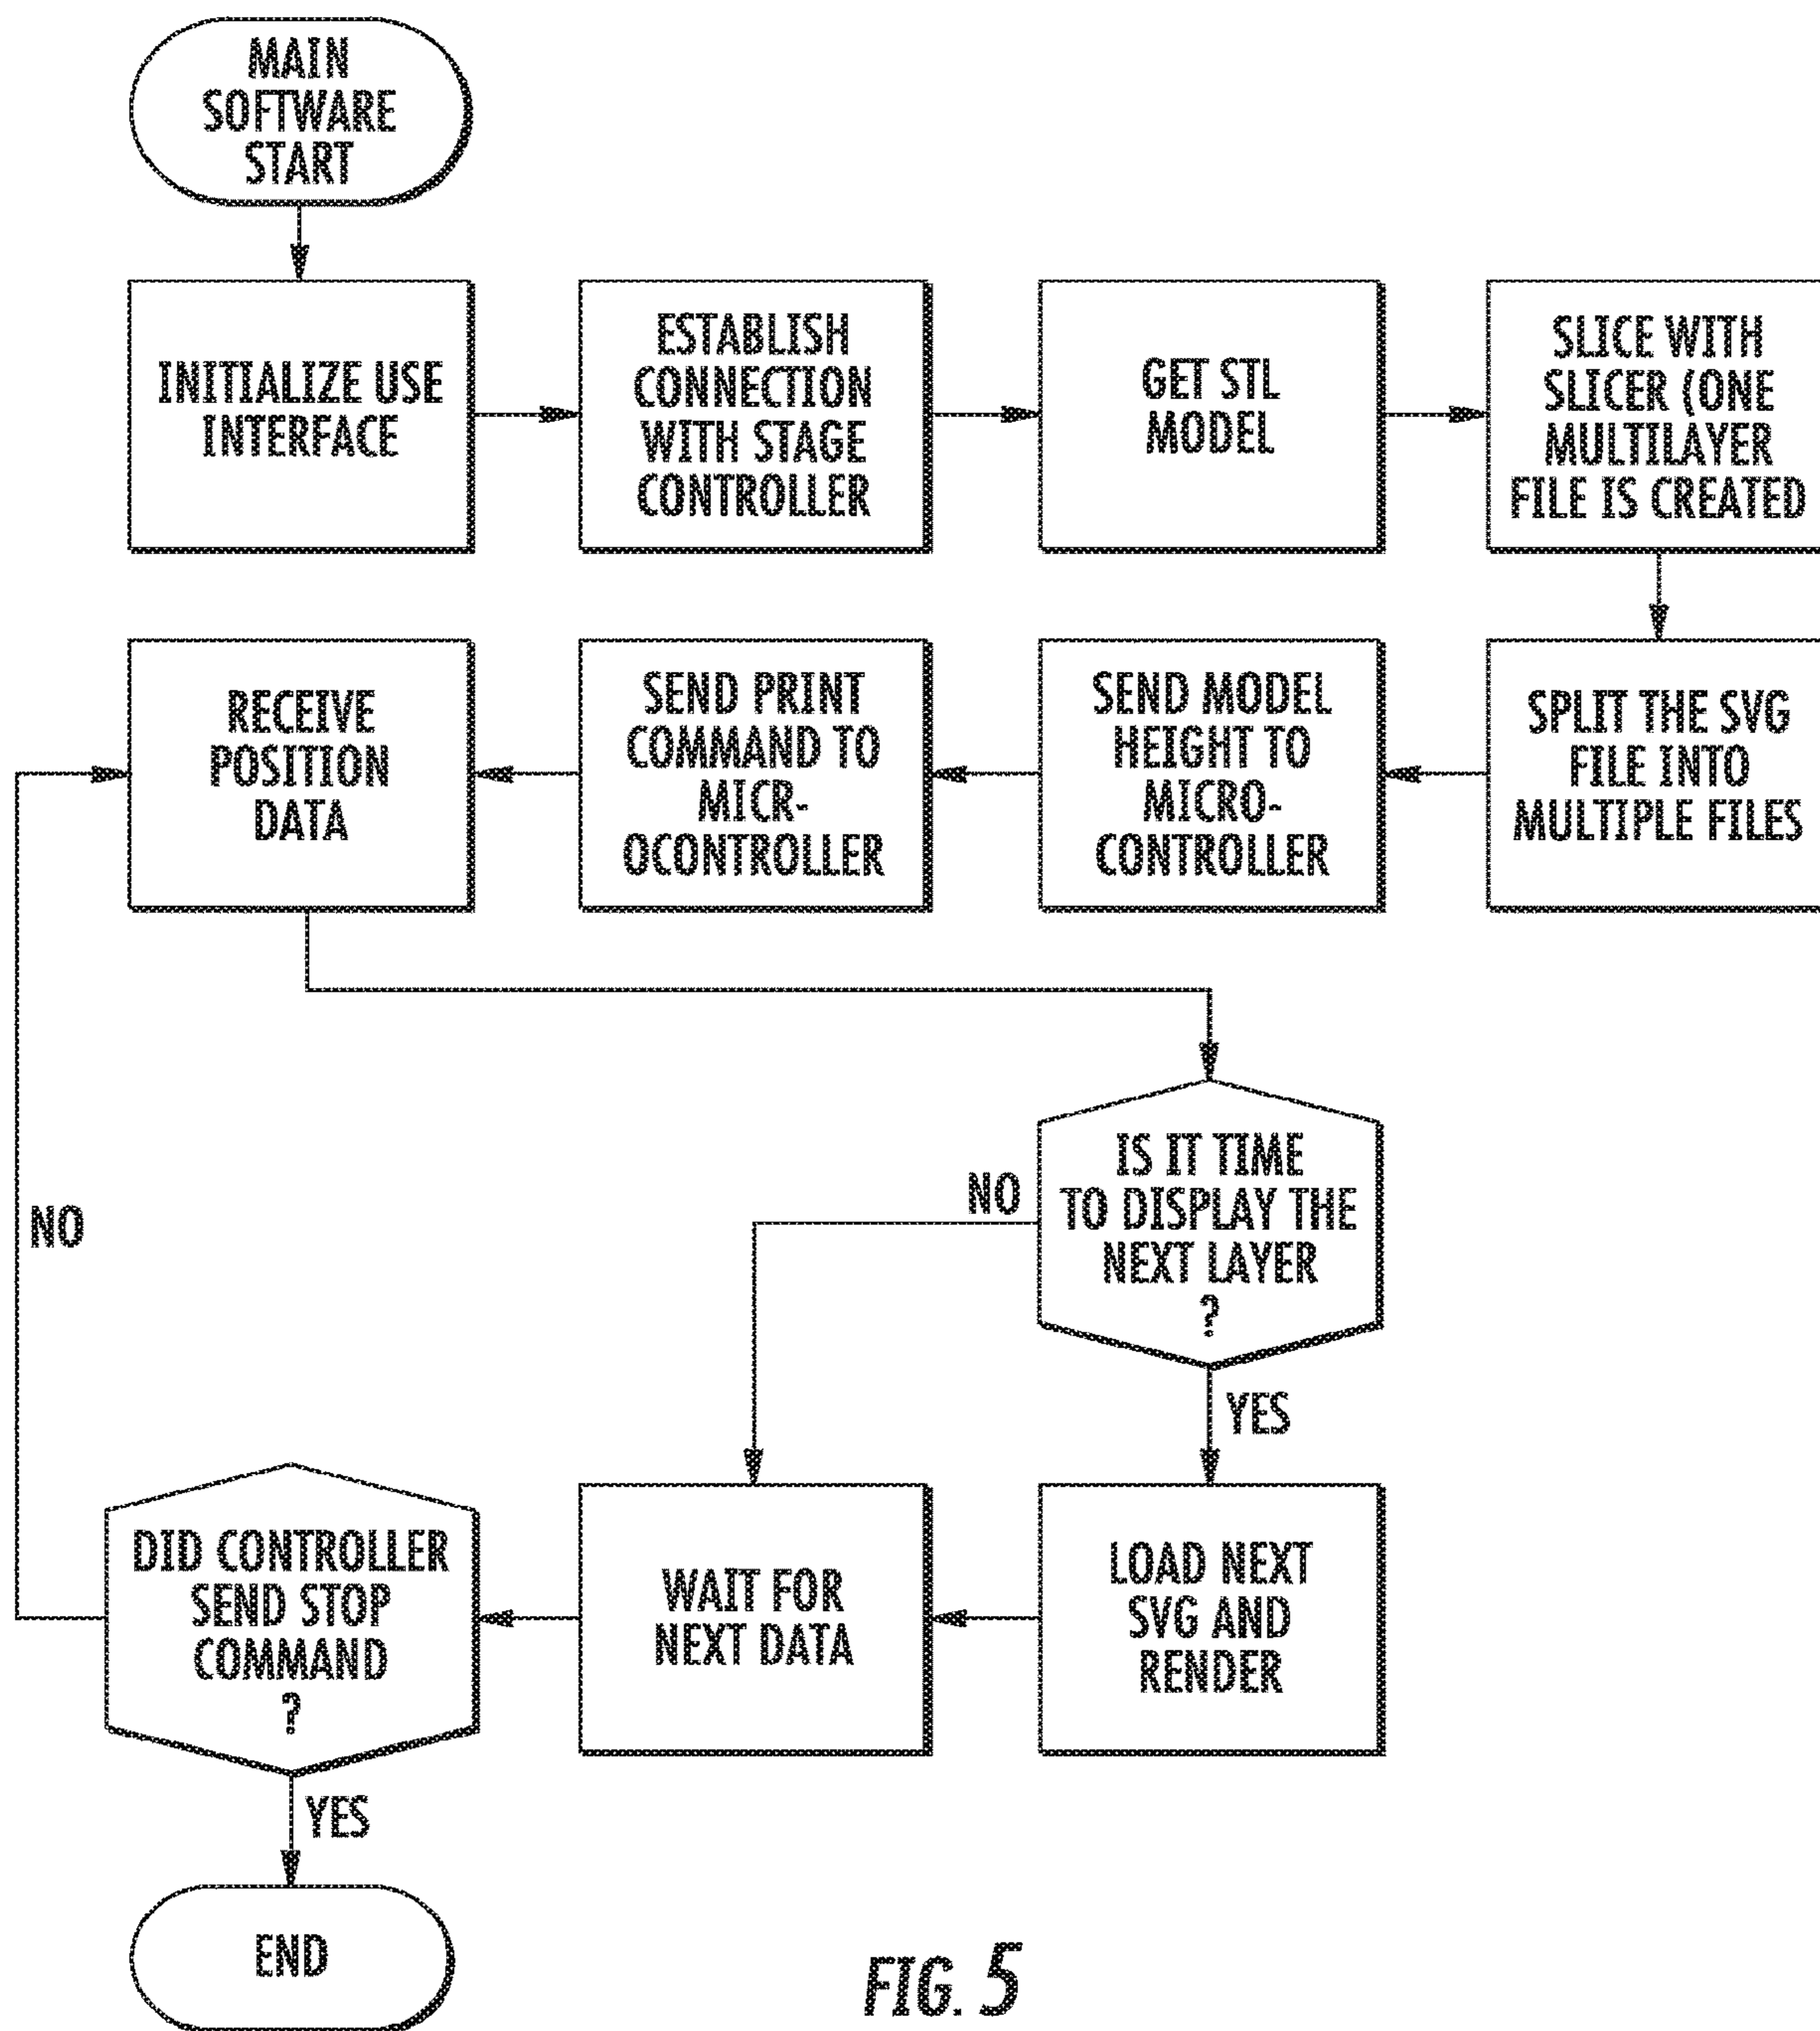 MAIN
SOFTWARE
START
INITIALIZE USE
INTERFACE
ESTABLISH
CONNECTION
WITH STAGE
CONTROLLER
GET STL
MODEL
SLICE WITH
SLICER (ONE
MULTILAYER
FILE IS CREATED
SPLIT THE SVG
FILE INTO
MULTIPLE FILES
SEND MODEL
HEIGHT TO
MICRO-
CONTROLLER
SEND PRINT
COMMAND TO
MICR-
OCONTROLLER
RECEIVE
POSITION
DATA
IS IT TIME
TO DISPLAY THE
NEXT LAYER
?
NO
YES
LOAD NEXT
SVG AND
RENDER
WAIT FOR
NEXT DATA
DID CONTROLLER
SEND STOP
COMMAND
?
NO
YES
END
FIG. 5